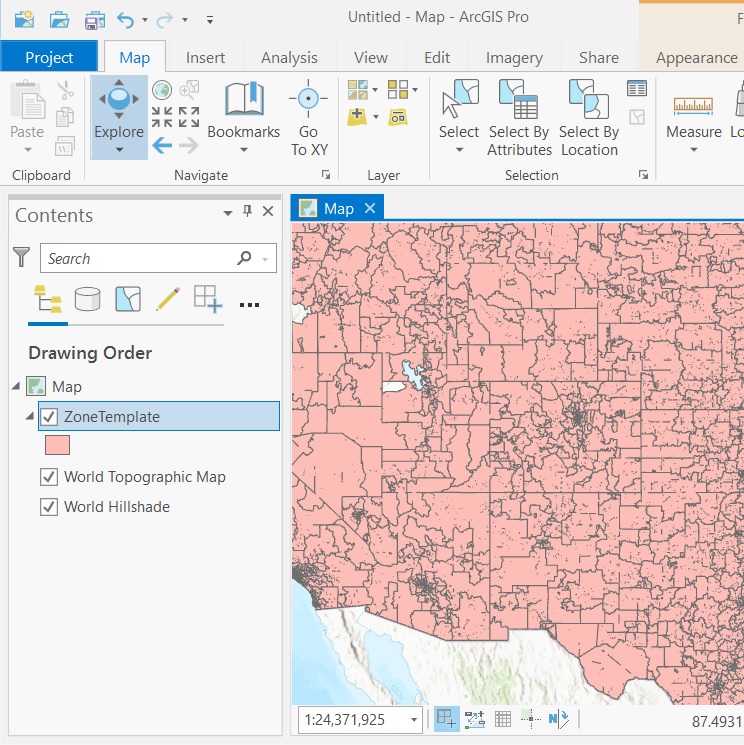 Untitled - Map - ArcGIS Pro
F
Project Map Insert Analysis View Edit Imagery Share Appearance
Paste Explore Bookmarks Go To XY Select Select By Attributes Select By Location Measure Lo
Clipboard Navigate Layer Selection
Contents
Map
Search
Drawing Order
Map
ZoneTemplate
World Topographic Map
World Hillshade
1:24,371,925
87.4931